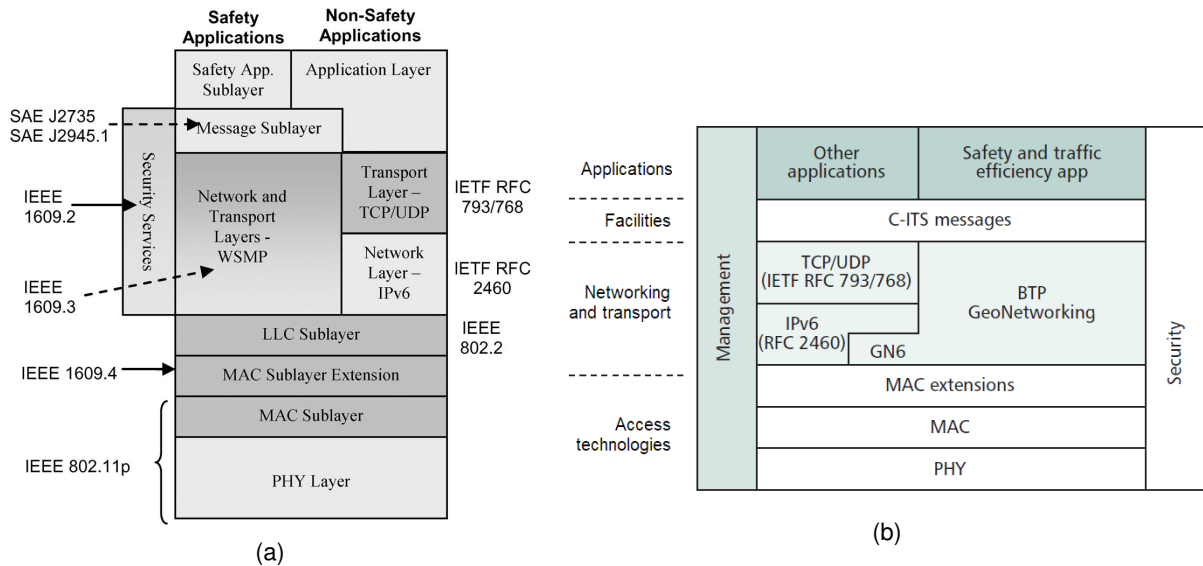 Safety
Applications
Non-Safety
Applications
Safety App.
Sublayer
Application Layer
SAE J2735
SAE J2945.1
Message Sublayer
Security Services
IEEE
1609.2
Network and
Transport
Layers -
WSMP
Transport
Layer –
TCP/UDP
IETF RFC
793/768
IEEE
1609.3
Network
Layer –
IPv6
IETF RFC
2460
LLC Sublayer
IEEE
802.2
IEEE 1609.4
MAC Sublayer Extension
MAC Sublayer
IEEE 802.11p
PHY Layer
(a)
Applications
Facilities
Networking
and transport
Access
technologies
Management
Other
applications
Safety and traffic
efficiency app
C-ITS messages
TCP/UDP
(IETF RFC 793/768)
BTP
GeoNetworking
IPv6
(RFC 2460)
GN6
MAC extensions
MAC
PHY
Security
(b)